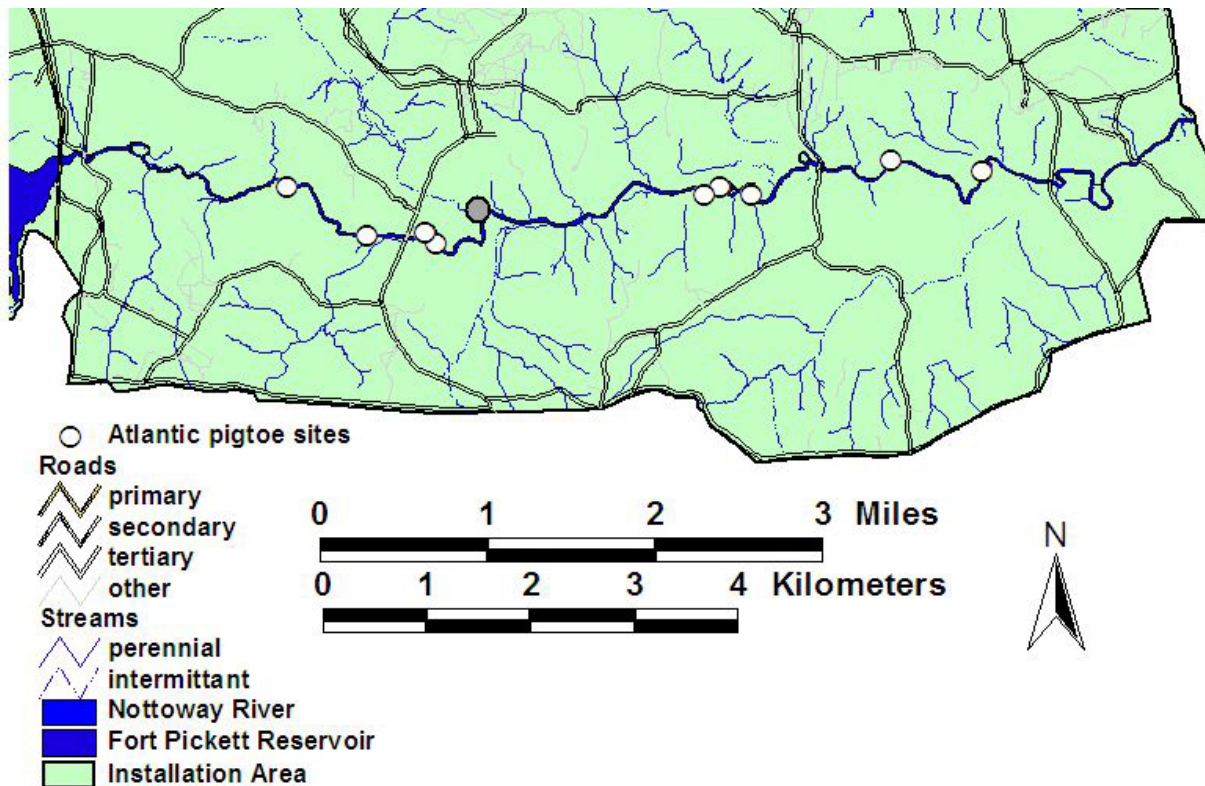 Atlantic pigtoe sites
Roads
primary
secondary
tertiary
other
Streams
perennial
intermittant
Nottoway River
Fort Pickett Reservoir
Installation Area
0 1 2 3 Miles
0 1 2 3 4 Kilometers
N